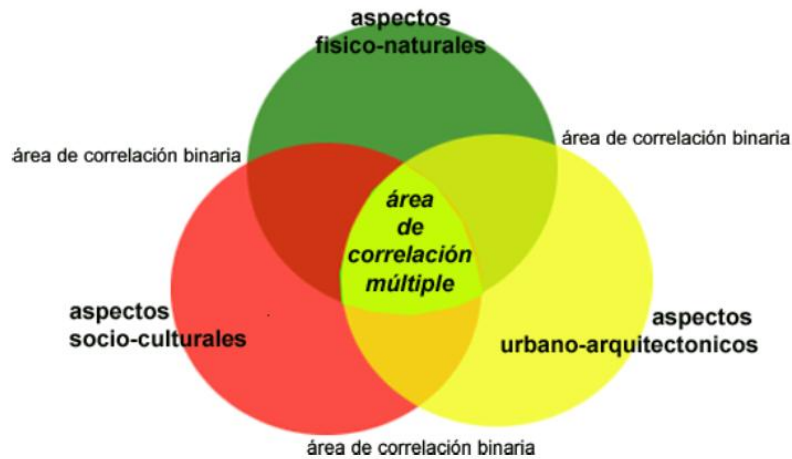 aspectos
fisico-naturales
área de correlación binaria
área de correlación binaria
área
de
correlación
múltiple
aspectos
socio-culturales
aspectos
urbano-arquitectonicos
área de correlación binaria